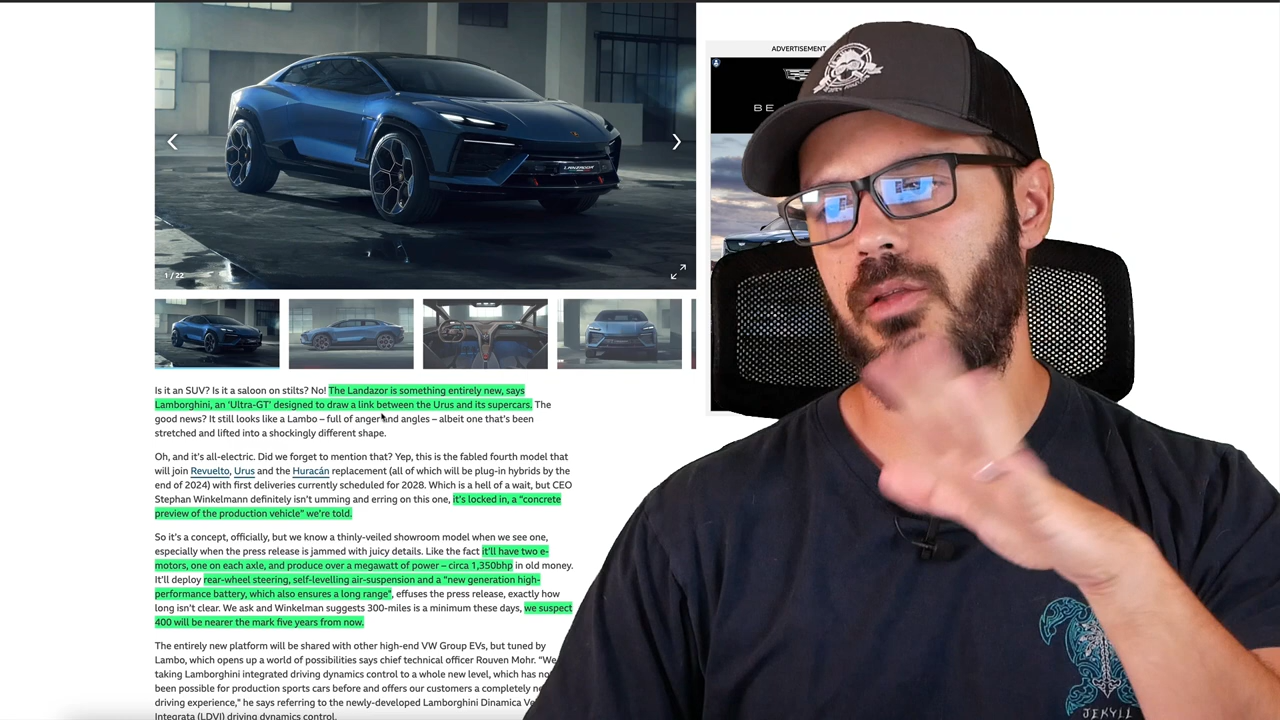 ADVERTISEMENT
BE
LANZADOR
1 / 22
Is it an SUV? Is it a saloon on stilts? No! The Landazor is something entirely new, says
Lamborghini, an ‘Ultra-GT’ designed to draw a link between the Urus and its supercars. The
good news? It still looks like a Lambo – full of anger and angles – albeit one that’s been
stretched and lifted into a shockingly different shape.
Oh, and it’s all-electric. Did we forget to mention that? Yep, this is the fabled fourth model that
will join Revuelto, Urus and the Huracán replacement (all of which will be plug-in hybrids by the
end of 2024) with first deliveries currently scheduled for 2028. Which is a hell of a wait, but CEO
Stephan Winkelmann definitely isn’t umming and erring on this one, it’s locked in, a “concrete
preview of the production vehicle” we’re told.
So it’s a concept, officially, but we know a thinly-veiled showroom model when we see one,
especially when the press release is jammed with juicy details. Like the fact it’ll have two e-
motors, one on each axle, and produce over a megawatt of power – circa 1,350bhp in old money.
It’ll deploy rear-wheel steering, self-levelling air-suspension and a “new generation high-
performance battery, which also ensures a long range”, effuses the press release, exactly how
long isn’t clear. We ask and Winkelman suggests 300-miles is a minimum these days, we suspect
400 will be nearer the mark five years from now.
The entirely new platform will be shared with other high-end VW Group EVs, but tuned by
Lambo, which opens up a world of possibilities says chief technical officer Rouven Mohr. “We
taking Lamborghini integrated driving dynamics control to a whole new level, which has no
been possible for production sports cars before and offers our customers a completely n
driving experience,” he says referring to the newly-developed Lamborghini Dinamica Ve
Integrata (LDVI) driving dynamics control.
JEKYLL